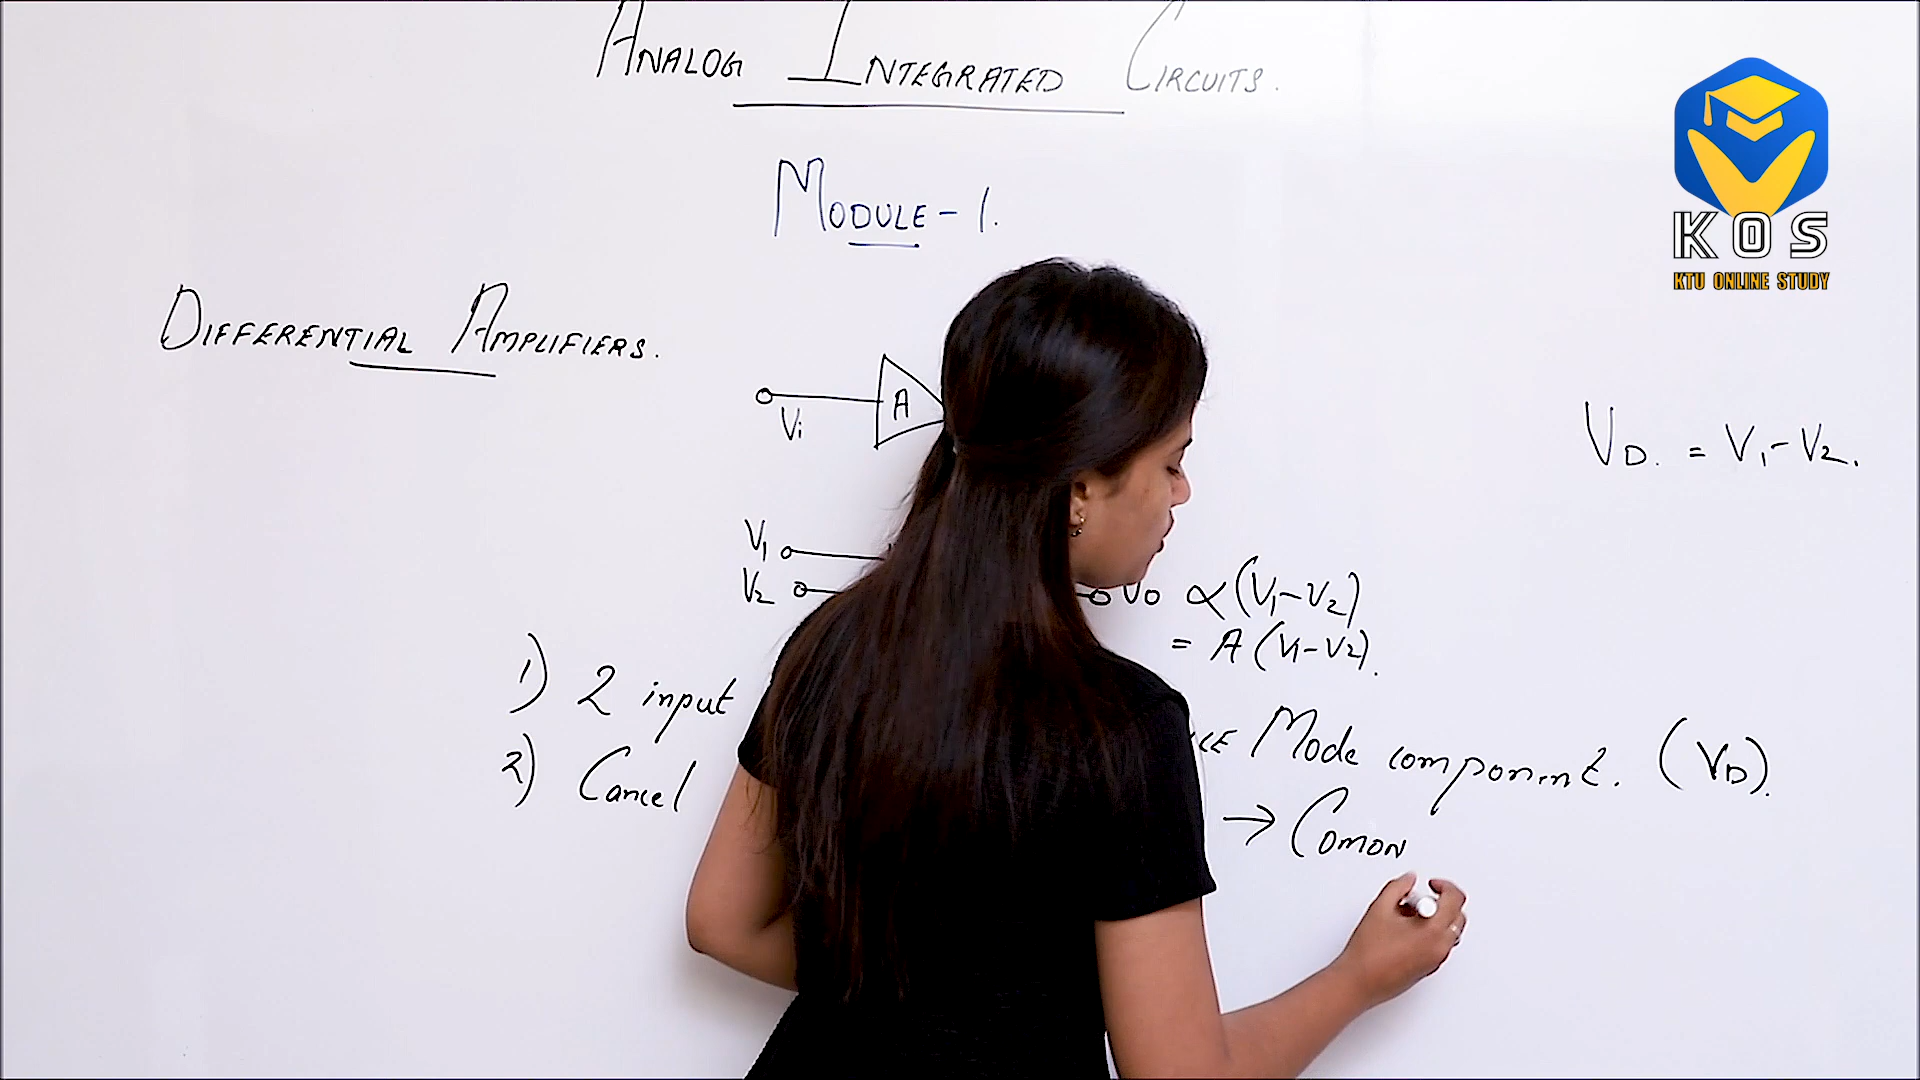 ANALOG INTEGRATED CIRCUITS.
MODULE - 1.
KOS
KTU ONLINE STUDY
DIFFERENTIAL AMPLIFIERS.
A
Vi
VD. = V1 - V2.
V1
V2
Vo ∝ (V1 - V2)
= A (V1 - V2).
1) 2 input
Mode component. (VD).
2) Cancel
→ COMON